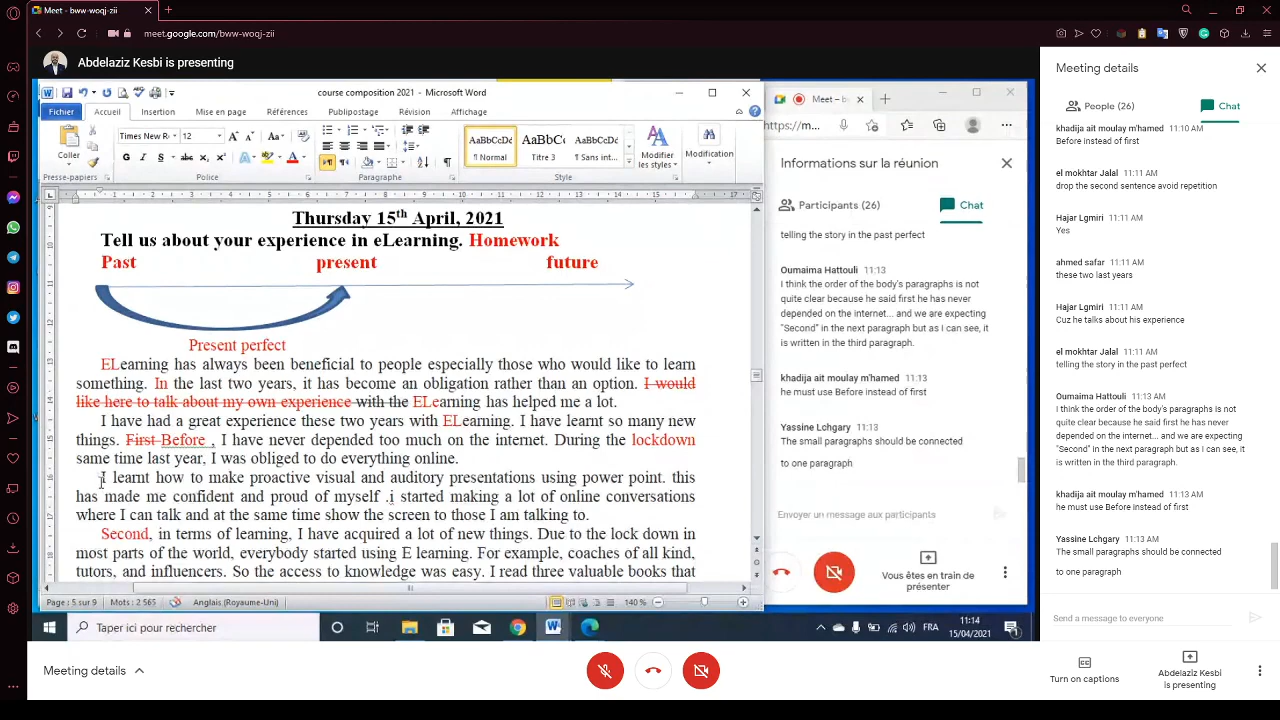 Meet - bww-woqj-zii
meet.google.com/bww-woqj-zii
Abdelaziz Kesbi is presenting
course composition 2021 - Microsoft Word
Fichier Accueil Insertion Mise en page Références Publipostage Révision Affichage
Times New R 12
Coller
AaBbCcDc AaBbC AaBbCcDc
¶ Normal Titre 3 ¶ Sans int...
Modifier les styles
Modification
Presse-papiers Police Paragraphe Style
Thursday 15th April, 2021
Tell us about your experience in eLearning. Homework
Past present future
Present perfect
ELearning has always been beneficial to people especially those who would like to learn
something. In the last two years, it has become an obligation rather than an option. I would
like here to talk about my own experience with the ELearning has helped me a lot.
I have had a great experience these two years with ELearning. I have learnt so many new
things. First Before , I have never depended too much on the internet. During the lockdown
same time last year, I was obliged to do everything online.
I learnt how to make proactive visual and auditory presentations using power point. this
has made me confident and proud of myself .i started making a lot of online conversations
where I can talk and at the same time show the screen to those I am talking to.
Second, in terms of learning, I have acquired a lot of new things. Due to the lock down in
most parts of the world, everybody started using E learning. For example, coaches of all kind,
tutors, and influencers. So the access to knowledge was easy. I read three valuable books that
Page : 5 sur 9 Mots : 2 565 Anglais (Royaume-Uni) 140 %
Meet – b
https://m...
Informations sur la réunion
Participants (26) Chat
telling the story in the past perfect
Oumaima Hattouli 11:13
I think the order of the body's paragraphs is not
quite clear because he said first he has never
depended on the internet... and we are expecting
"Second" in the next paragraph but as I can see, it
is written in the third paragraph.
khadija ait moulay m'hamed 11:13
he must use Before instead of first
Yassine Lchgary 11:13
The small paragraphs should be connected
to one paragraph
Envoyer un message aux participants
Vous êtes en train de
présenter
Taper ici pour rechercher
FRA
11:14
15/04/2021
1
Meeting details
People (26) Chat
khadija ait moulay m'hamed 11:10 AM
Before instead of first
el mokhtar Jalal 11:11 AM
drop the second sentence avoid repetition
Hajar Lgmiri 11:11 AM
Yes
ahmed safar 11:11 AM
these two last years
Hajar Lgmiri 11:11 AM
Cuz he talks about his experience
el mokhtar Jalal 11:11 AM
telling the story in the past perfect
Oumaima Hattouli 11:13 AM
I think the order of the body's paragraphs is not
quite clear because he said first he has never
depended on the internet... and we are expecting
"Second" in the next paragraph but as I can see, it
is written in the third paragraph.
khadija ait moulay m'hamed 11:13 AM
he must use Before instead of first
Yassine Lchgary 11:13 AM
The small paragraphs should be connected
to one paragraph
Send a message to everyone
Meeting details
Turn on captions
Abdelaziz Kesbi
is presenting